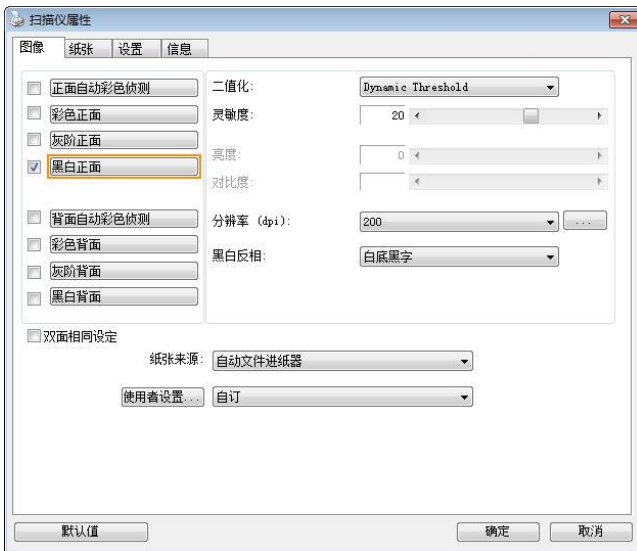 扫描仪属性
图像 纸张 设置 信息
正面自动彩色侦测
彩色正面
灰阶正面
黑白正面
背面自动彩色侦测
彩色背面
灰阶背面
黑白背面
二值化: Dynamic Threshold
灵敏度: 20
亮度: 0
对比度:
分辨率 (dpi): 200 ...
黑白反相: 白底黑字
双面相同设定
纸张来源: 自动文件进纸器
使用者设置... 自订
默认值 确定 取消